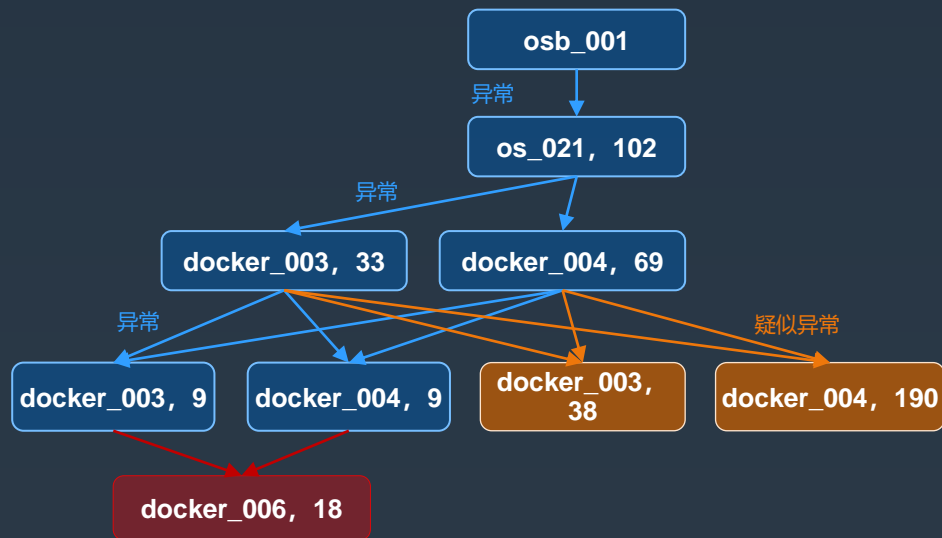 osb_001
异常
os_021，102
异常
docker_003，33
docker_004，69
异常
疑似异常
docker_003，9
docker_004，9
docker_003，
38
docker_004，190
docker_006，18